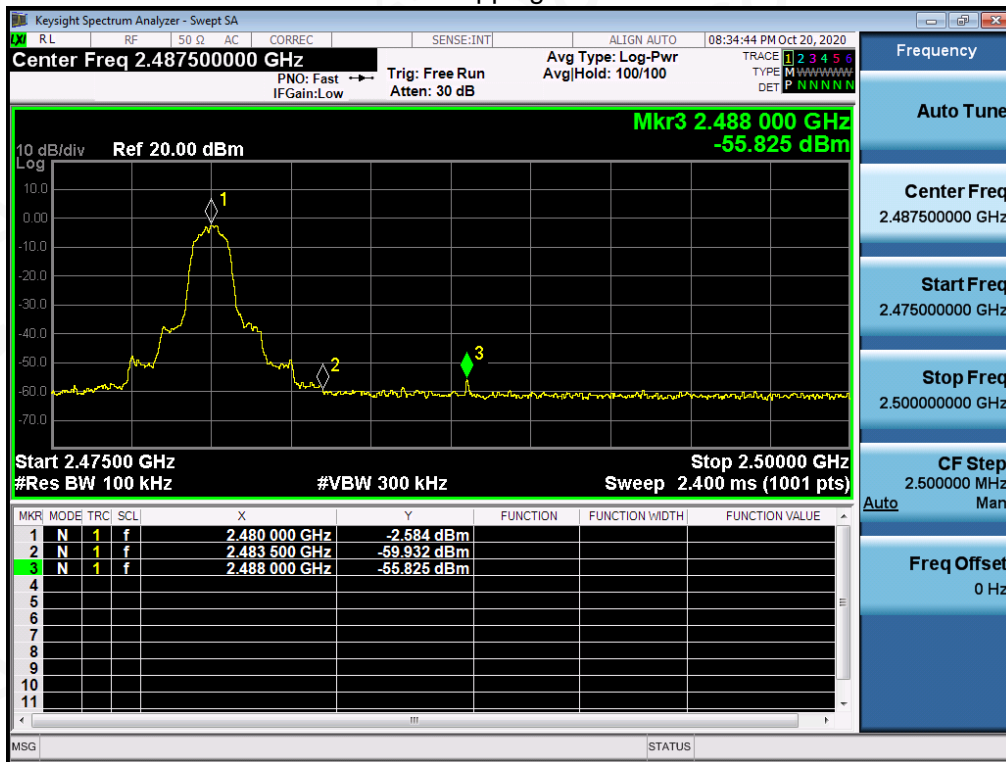 Keysight Spectrum Analyzer - Swept SA
LXI RL RF 50 Ω AC CORREC SENSE:INT ALIGN AUTO 08:34:44 PM Oct 20, 2020
Center Freq 2.487500000 GHz
PNO: Fast
IFGain:Low
Trig: Free Run
Atten: 30 dB
Avg Type: Log-Pwr
Avg|Hold: 100/100
TRACE 1 2 3 4 5 6
TYPE M WWWWW
DET P N N N N N
Mkr3 2.488 000 GHz
-55.825 dBm
10 dB/div Ref 20.00 dBm
Log
10.0
0.00
-10.0
-20.0
-30.0
-40.0
-50.0
-60.0
-70.0
1
2
3
Start 2.47500 GHz Stop 2.50000 GHz
#Res BW 100 kHz #VBW 300 kHz Sweep 2.400 ms (1001 pts)
MKR MODE TRC SCL X Y FUNCTION FUNCTION WIDTH FUNCTION VALUE
1 N 1 f 2.480 000 GHz -2.584 dBm
2 N 1 f 2.483 500 GHz -59.932 dBm
3 N 1 f 2.488 000 GHz -55.825 dBm
4
5
6
7
8
9
10
11
MSG STATUS
Frequency
Auto Tune
Center Freq
2.487500000 GHz
Start Freq
2.475000000 GHz
Stop Freq
2.500000000 GHz
CF Step
2.500000 MHz
Auto Man
Freq Offset
0 Hz